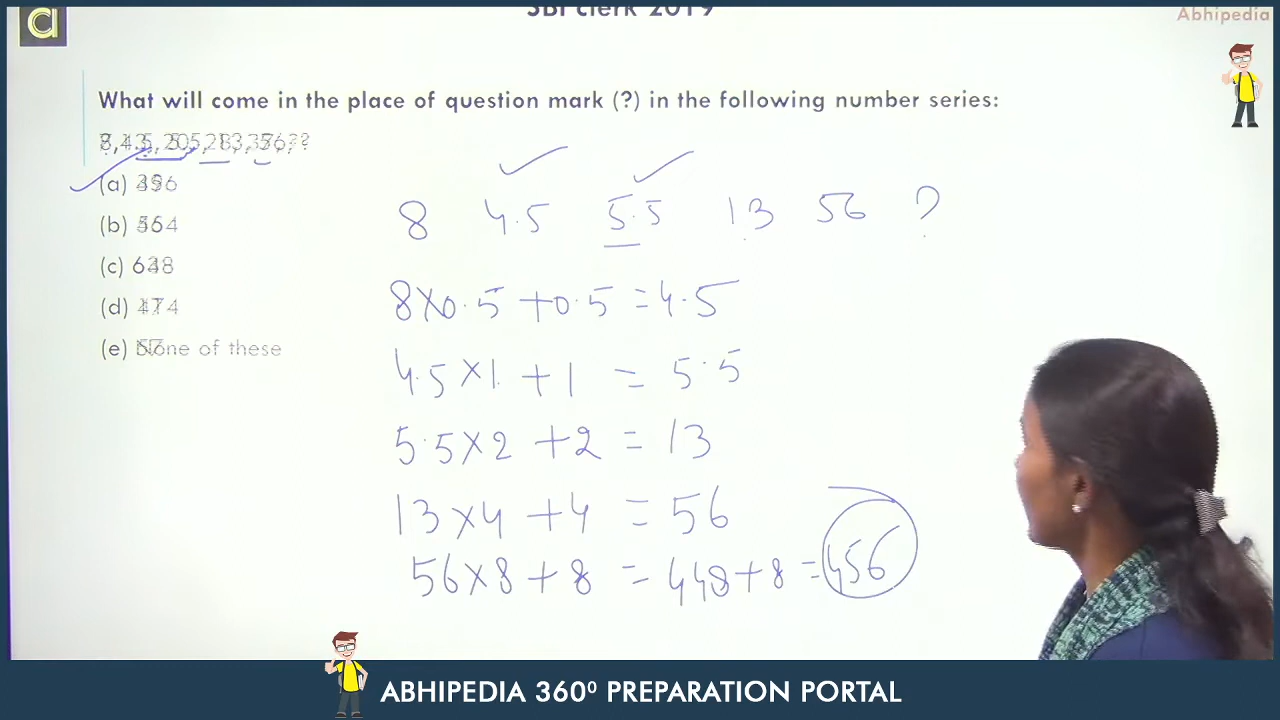 SBI Clerk 2019
Abhipedia
a
What will come in the place of question mark (?) in the following number series:
(a)
(b)
(c)
(d)
(e) None of these
8 4.5 5.5 13 56 ?
8×0.5 +0.5 =4.5
4.5×1 +1 = 5.5
5.5×2 +2 = 13
13×4 +4 = 56
56×8 +8 = 448+8 =456
ABHIPEDIA 360⁰ PREPARATION PORTAL